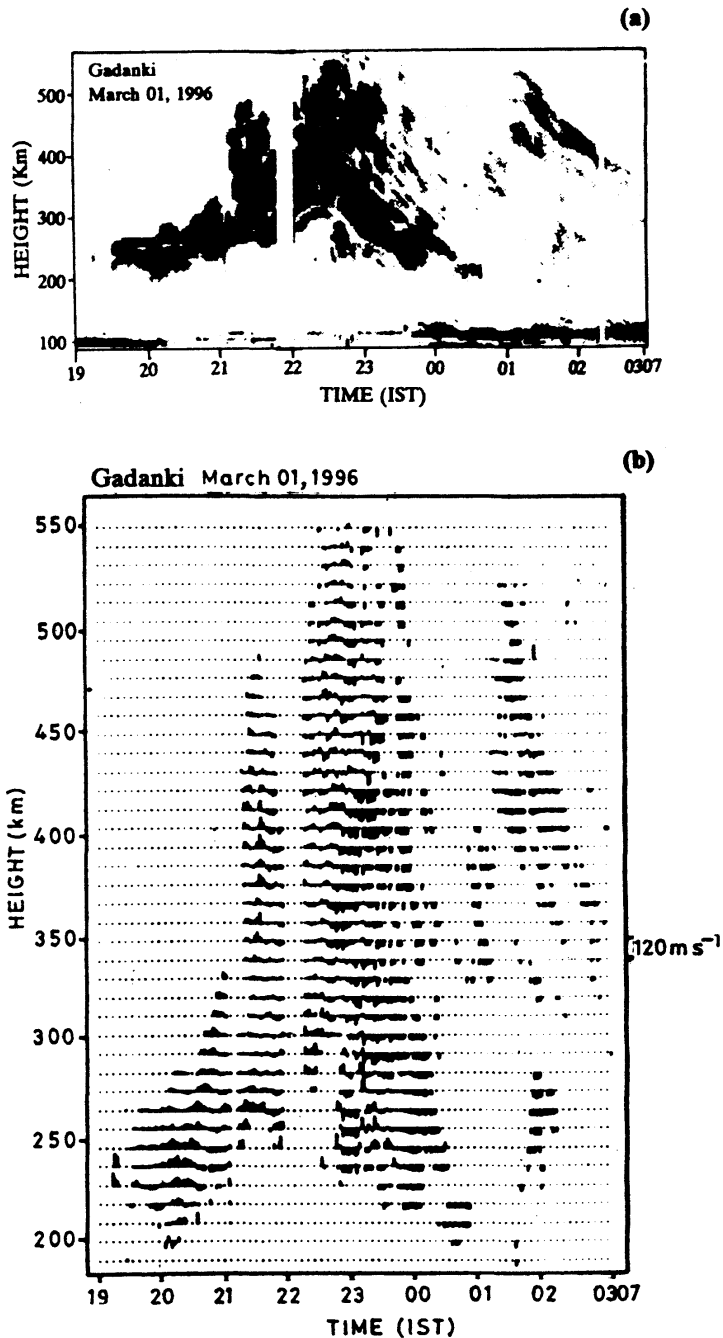 (a)
Gadanki
March 01, 1996
HEIGHT (Km)
500
400
300
200
100
19 20 21 22 23 00 01 02 0307
TIME (IST)
(b)
Gadanki March 01, 1996
HEIGHT (km)
550
500
450
400
350
300
250
200
120 m s⁻¹
19 20 21 22 23 00 01 02 0307
TIME (IST)